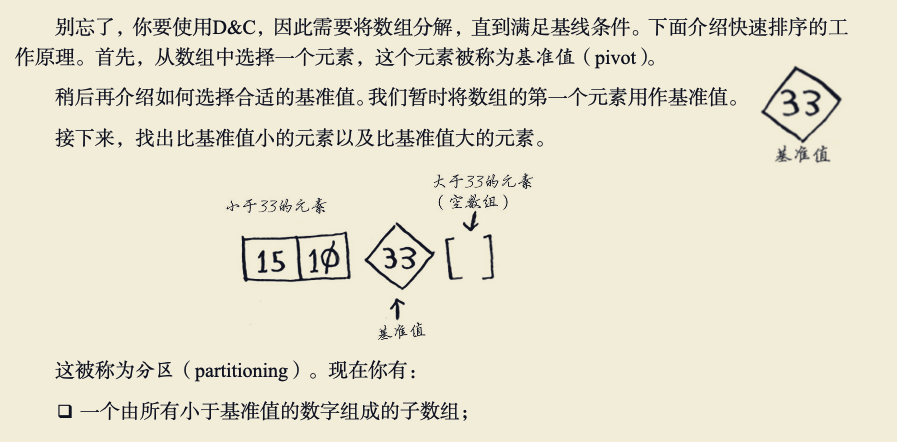 别忘了，你要使用D&C，因此需要将数组分解，直到满足基线条件。下面介绍快速排序的工
作原理。首先，从数组中选择一个元素，这个元素被称为基准值（pivot）。
稍后再介绍如何选择合适的基准值。我们暂时将数组的第一个元素用作基准值。
33
基准值
接下来，找出比基准值小的元素以及比基准值大的元素。
小于33的元素
大于33的元素
（空数组）
15 10 33 [ ]
基准值
这被称为分区（partitioning）。现在你有：
❑ 一个由所有小于基准值的数字组成的子数组；